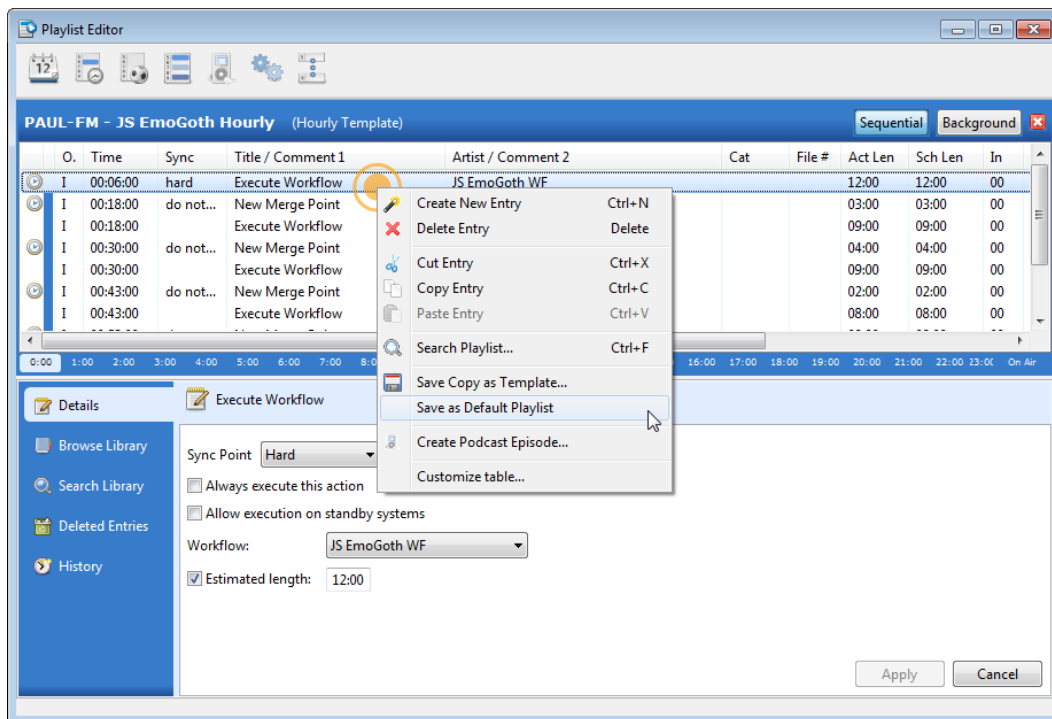 Playlist Editor
12
PAUL-FM - JS EmoGoth Hourly (Hourly Template) Sequential Background
O. Time Sync Title / Comment 1 Artist / Comment 2 Cat File # Act Len Sch Len In
I 00:06:00 hard Execute Workflow JS EmoGoth WF 12:00 12:00 00
I 00:18:00 do not... New Merge Point 03:00 03:00 00
I 00:18:00 Execute Workflow 09:00 09:00 00
I 00:30:00 do not... New Merge Point 04:00 04:00 00
I 00:30:00 Execute Workflow 09:00 09:00 00
I 00:43:00 do not... New Merge Point 02:00 02:00 00
I 00:43:00 Execute Workflow 08:00 08:00 00
Create New Entry Ctrl+N
Delete Entry Delete
Cut Entry Ctrl+X
Copy Entry Ctrl+C
Paste Entry Ctrl+V
Search Playlist... Ctrl+F
Save Copy as Template...
Save as Default Playlist
Create Podcast Episode...
Customize table...
0:00 1:00 2:00 3:00 4:00 5:00 6:00 7:00 16:00 17:00 18:00 19:00 20:00 21:00 22:00 23:0( On Air
Details
Browse Library
Search Library
Deleted Entries
History
Execute Workflow
Sync Point Hard
Always execute this action
Allow execution on standby systems
Workflow: JS EmoGoth WF
Estimated length: 12:00
Apply Cancel